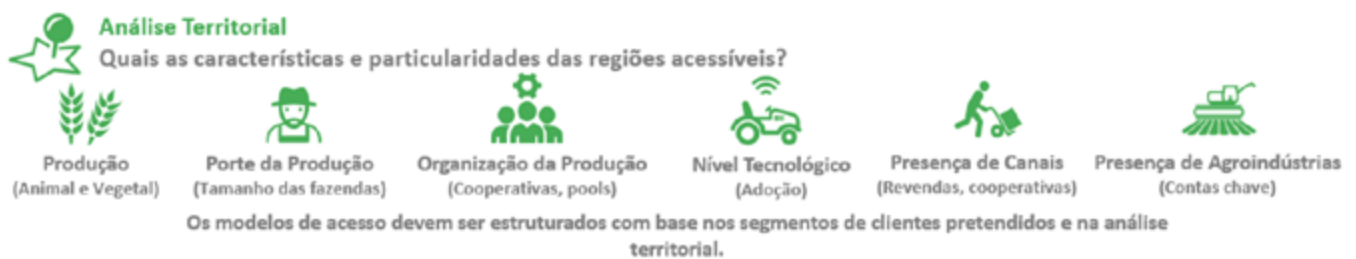 Análise Territorial
Quais as características e particularidades das regiões acessíveis?
Produção
(Animal e Vegetal)
Porte da Produção
(Tamanho das fazendas)
Organização da Produção
(Cooperativas, pools)
Nível Tecnológico
(Adoção)
Presença de Canais
(Revendas, cooperativas)
Presença de Agroindústrias
(Contas chave)
Os modelos de acesso devem ser estruturados com base nos segmentos de clientes pretendidos e na análise
territorial.